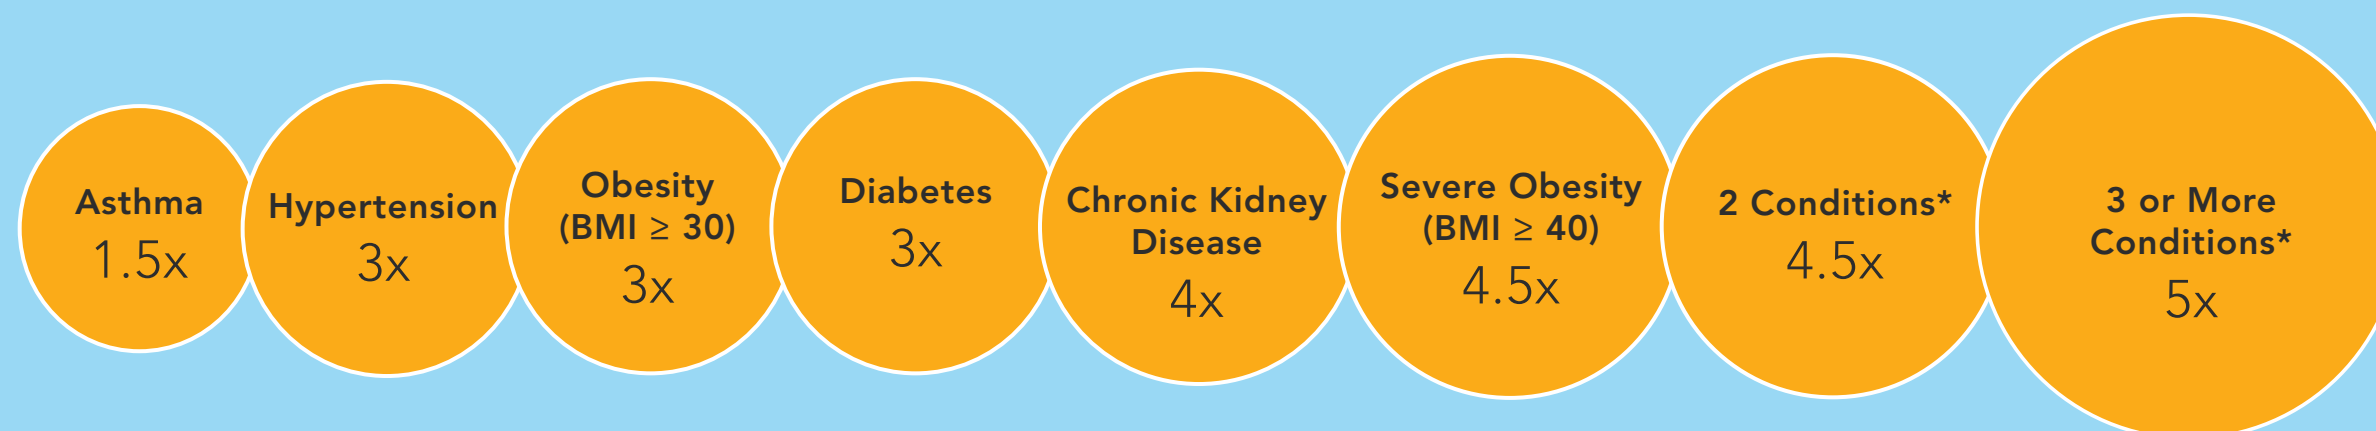 Asthma
1.5x
Hypertension
3x
Obesity
(BMI ≥ 30)
3x
Diabetes
3x
Chronic Kidney
Disease
4x
Severe Obesity
(BMI ≥ 40)
4.5x
2 Conditions*
4.5x
3 or More
Conditions*
5x